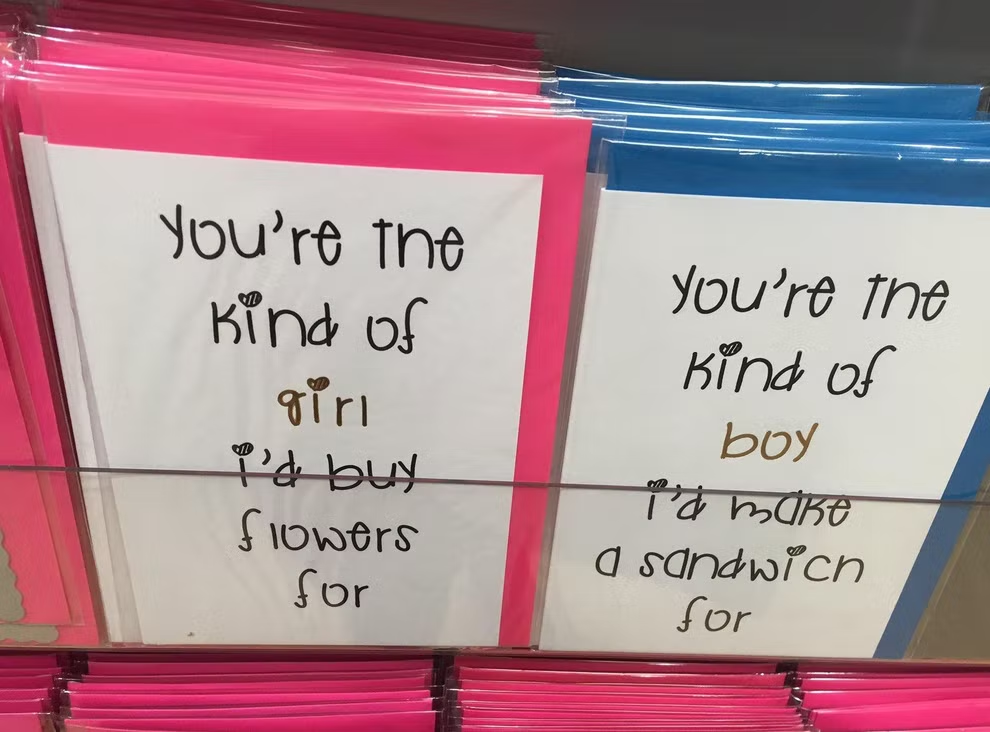 you're the
kind of
girl
i'd buy
flowers
for
you're the
kind of
boy
i'd make
a sandwich
for